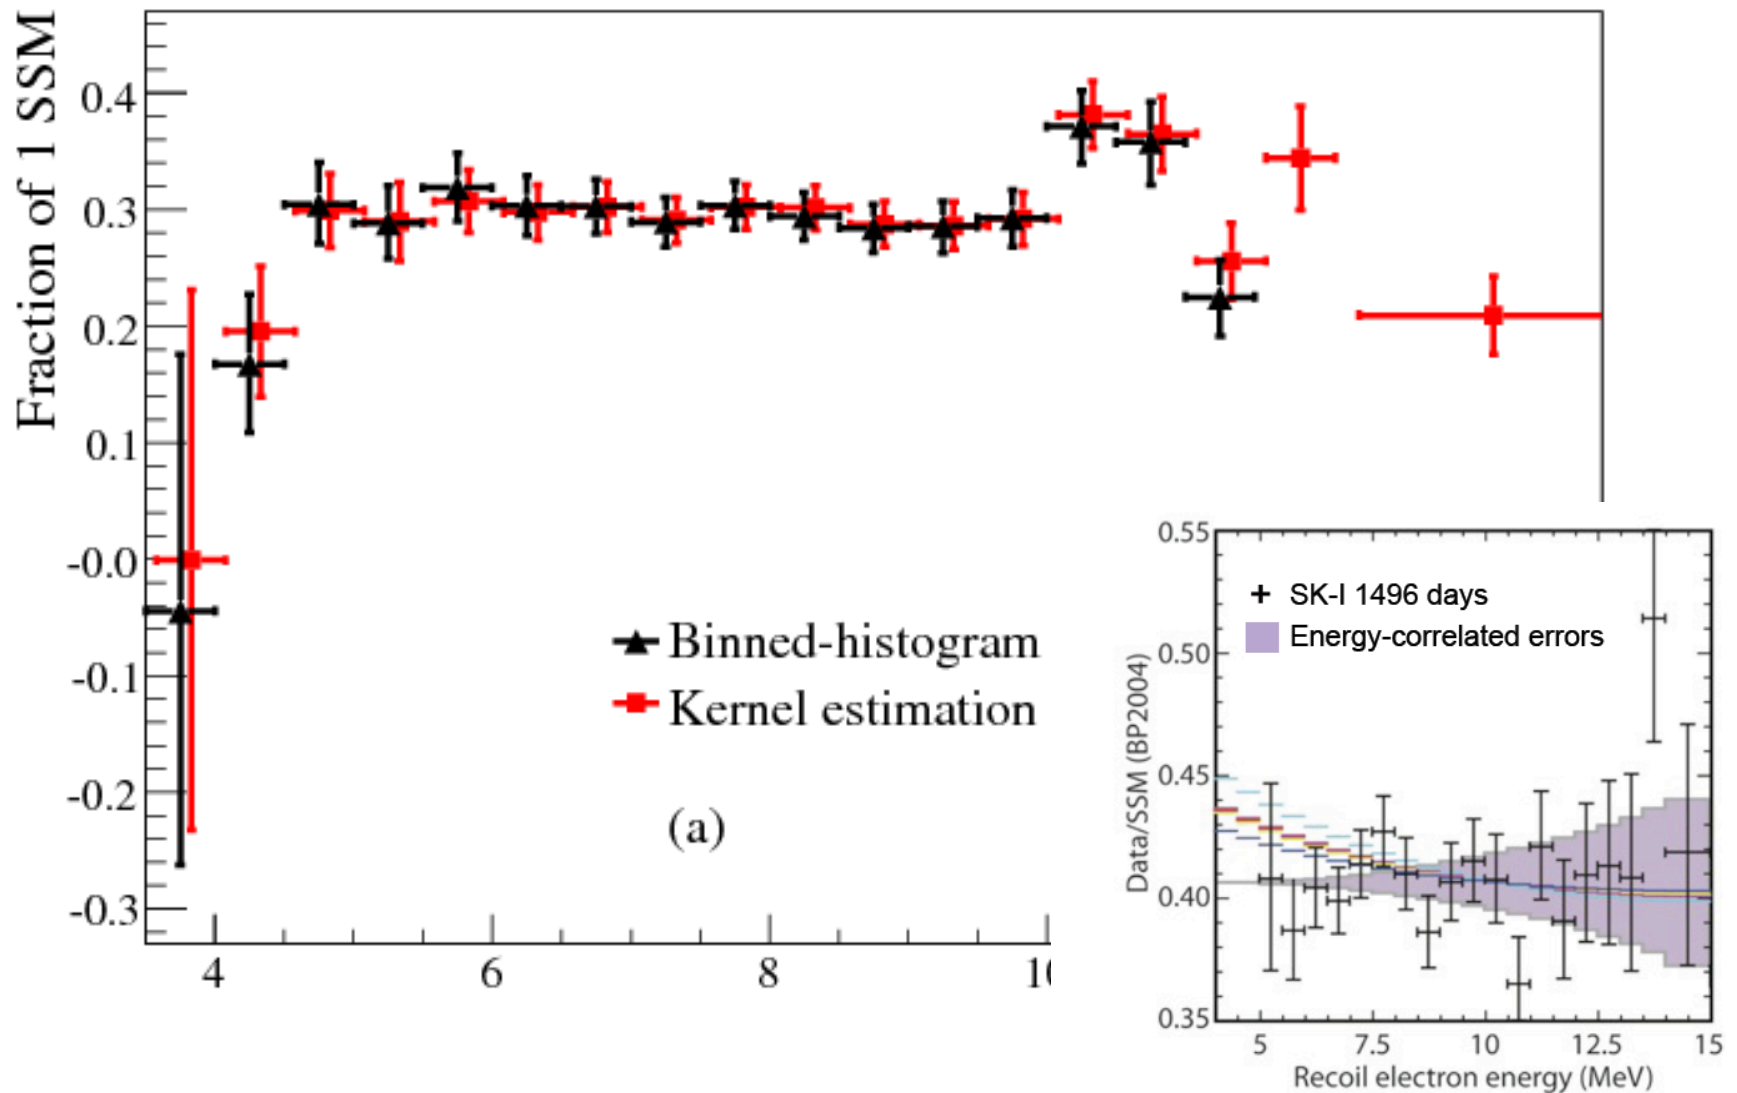 Fraction of 1 SSM
0.4
0.3
0.2
0.1
-0.0
-0.1
-0.2
-0.3
4 6 8
Binned-histogram
Kernel estimation
(a)
Data/SSM (BP2004)
0.55
0.50
0.45
0.40
0.35
SK-I 1496 days
Energy-correlated errors
5 7.5 10 12.5 15
Recoil electron energy (MeV)